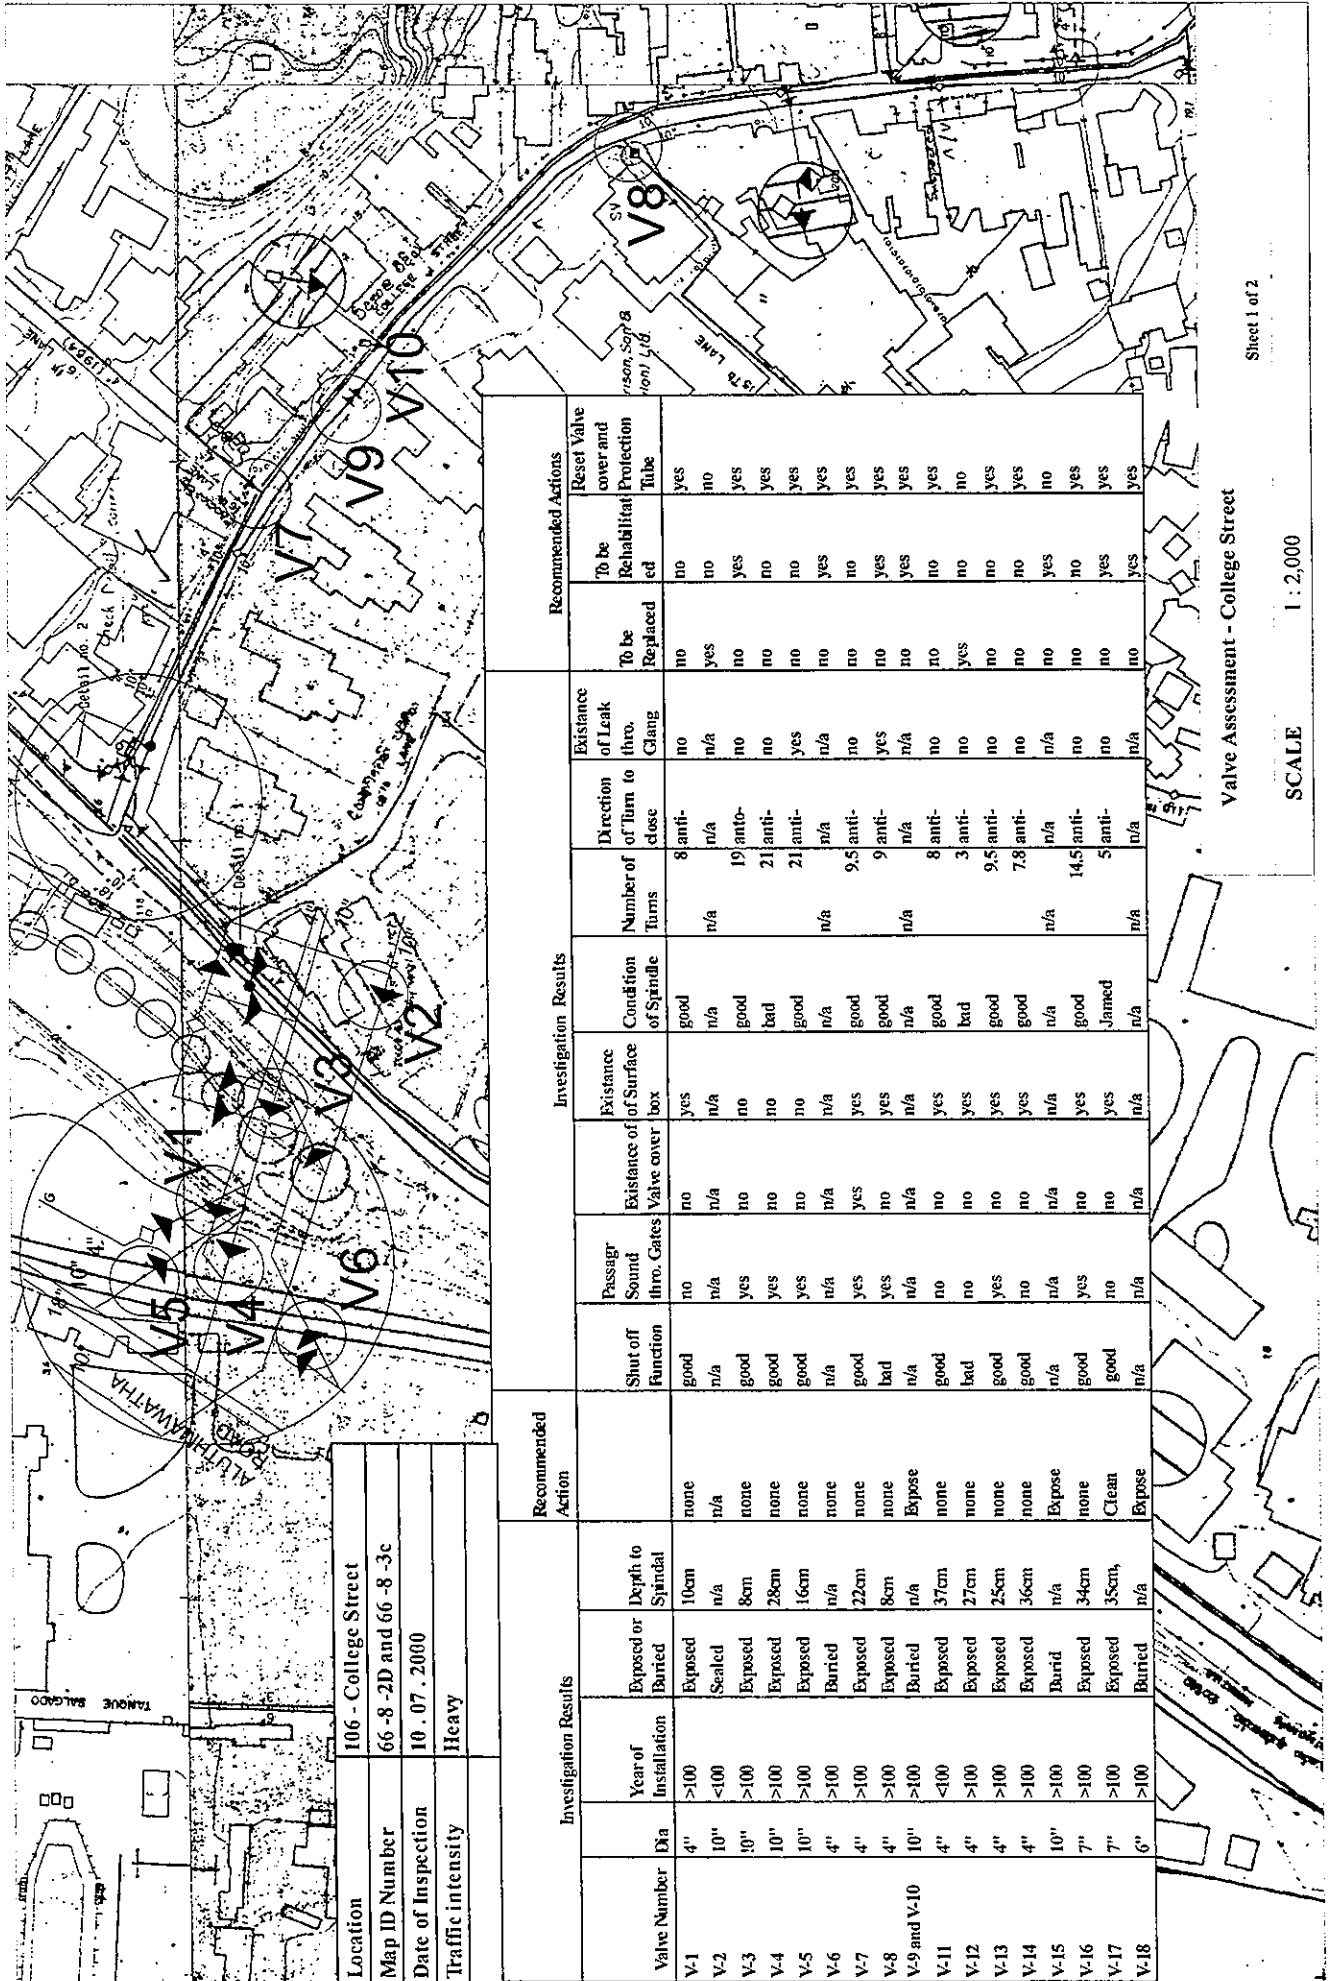 ALUTHMAWATHA
ROAD
TANQUE SALGADO
LANE
LANE
4" (1954)
COLLEGE
STREET
Detail no. 2
Detail no. 1
V5
V4
V1
V6
V3
V2
V7
V9
V10
V8
SV
LANE
Suspected
V/V
Location 106 - College Street
Map ID Number 66 -8 -2D and 66 -8 -3c
Date of Inspection 10 . 07 . 2000
Traffic intensity Heavy
Investigation Results Recommended Action Investigation Results Recommended Actions
Valve Number Dia Year of Installation Exposed or Buried Depth to Spindal Shut off Function Passagr Sound thro. Gates Existance of Valve cover Existance of Surface box Condition of Spindle Number of Turns Direction of Turn to close Existance of Leak thro. Glang To be Replaced To be Rehabilitat ed Reset Valve cover and Protection Tube
V-1 4" >100 Exposed 10cm none good no no yes good 8 anti- no no no yes
V-2 10" <100 Sealed n/a n/a n/a n/a n/a n/a n/a n/a n/a n/a yes no no
V-3 10" >100 Exposed 8cm none good yes no no good 19 anto- no no yes yes
V-4 10" >100 Exposed 28cm none good yes no no bad 21 anti- no no no yes
V-5 10" >100 Exposed 16cm none good yes no no good 21 anti- yes no no yes
V-6 4" >100 Buried n/a none n/a n/a n/a n/a n/a n/a n/a n/a no yes yes
V-7 4" >100 Exposed 22cm none good yes yes yes good 9.5 anti- no no no yes
V-8 4" >100 Exposed 8cm none bad yes no yes good 9 anti- yes no yes yes
V-9 and V-10 10" >100 Buried n/a Expose n/a n/a n/a n/a n/a n/a n/a n/a no yes yes
V-11 4" <100 Exposed 37cm none good no no yes good 8 anti- no no no yes
V-12 4" >100 Exposed 27cm none bad no no yes bad 3 anti- no yes no no
V-13 4" >100 Exposed 25cm none good yes no yes good 9.5 anti- no no no yes
V-14 4" >100 Exposed 36cm none good no no yes good 7.8 anti- no no no yes
V-15 10" >100 Burid n/a Expose n/a n/a n/a n/a n/a n/a n/a n/a no yes no
V-16 7" >100 Exposed 34cm none good yes no yes good 14.5 anti- no no no yes
V-17 7" >100 Exposed 35cm, Clean good no no yes Jamed 5 anti- no no yes yes
V-18 6" >100 Buried n/a Expose n/a n/a n/a n/a n/a n/a n/a n/a no yes yes
Valve Assessment - College Street
SCALE 1 : 2,000
Sheet 1 of 2